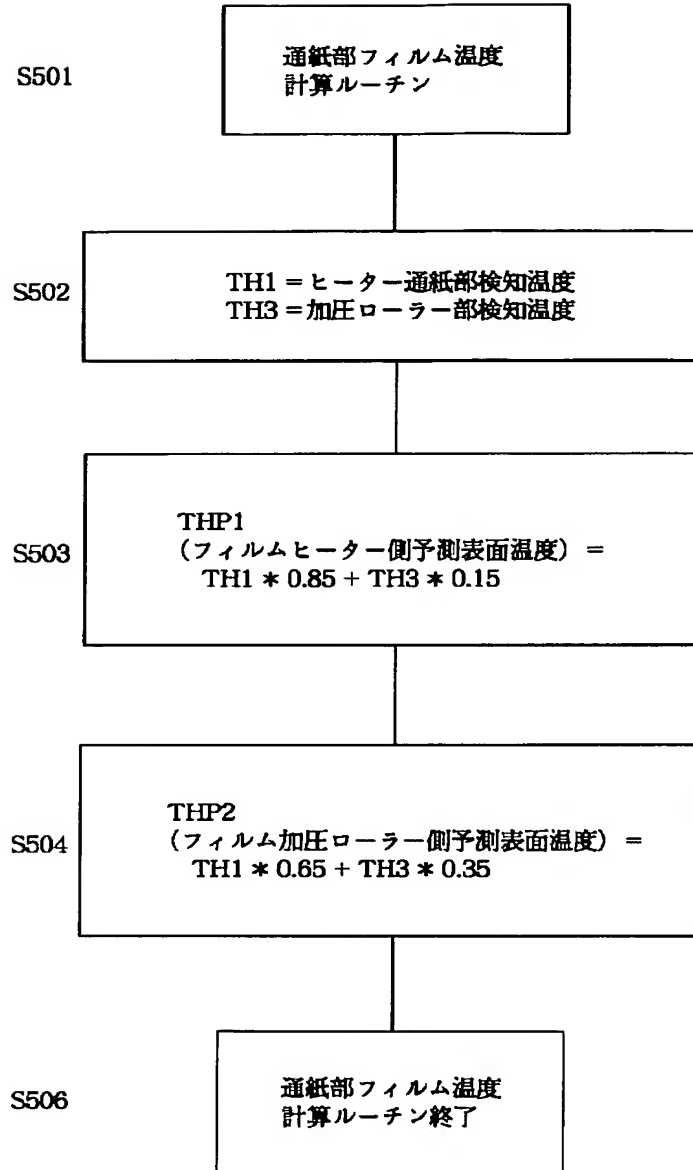 S501
通紙部フィルム温度
計算ルーチン
S502
TH1 = ヒーター通紙部検知温度
TH3 = 加圧ローラー部検知温度
S503
THP1
(フィルムヒーター側予測表面温度) =
TH1 * 0.85 + TH3 * 0.15
S504
THP2
(フィルム加圧ローラー側予測表面温度) =
TH1 * 0.65 + TH3 * 0.35
S506
通紙部フィルム温度
計算ルーチン終了